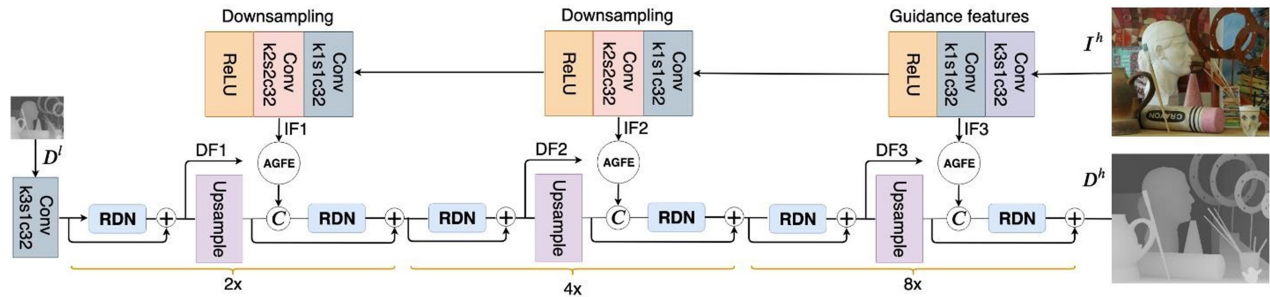 Downsampling
Downsampling
Guidance features
ReLU
Conv k2s2c32
Conv k1s1c32
ReLU
Conv k2s2c32
Conv k1s1c32
ReLU
Conv k1s1c32
Conv k3s1c32
I^h
CRAYON
IF1
IF2
IF3
DF1
AGFE
DF2
AGFE
DF3
AGFE
D^l
D^h
Conv k3s1c32
RDN
+
Upsample
C
RDN
+
RDN
+
Upsample
C
RDN
+
RDN
+
Upsample
C
RDN
+
2x
4x
8x